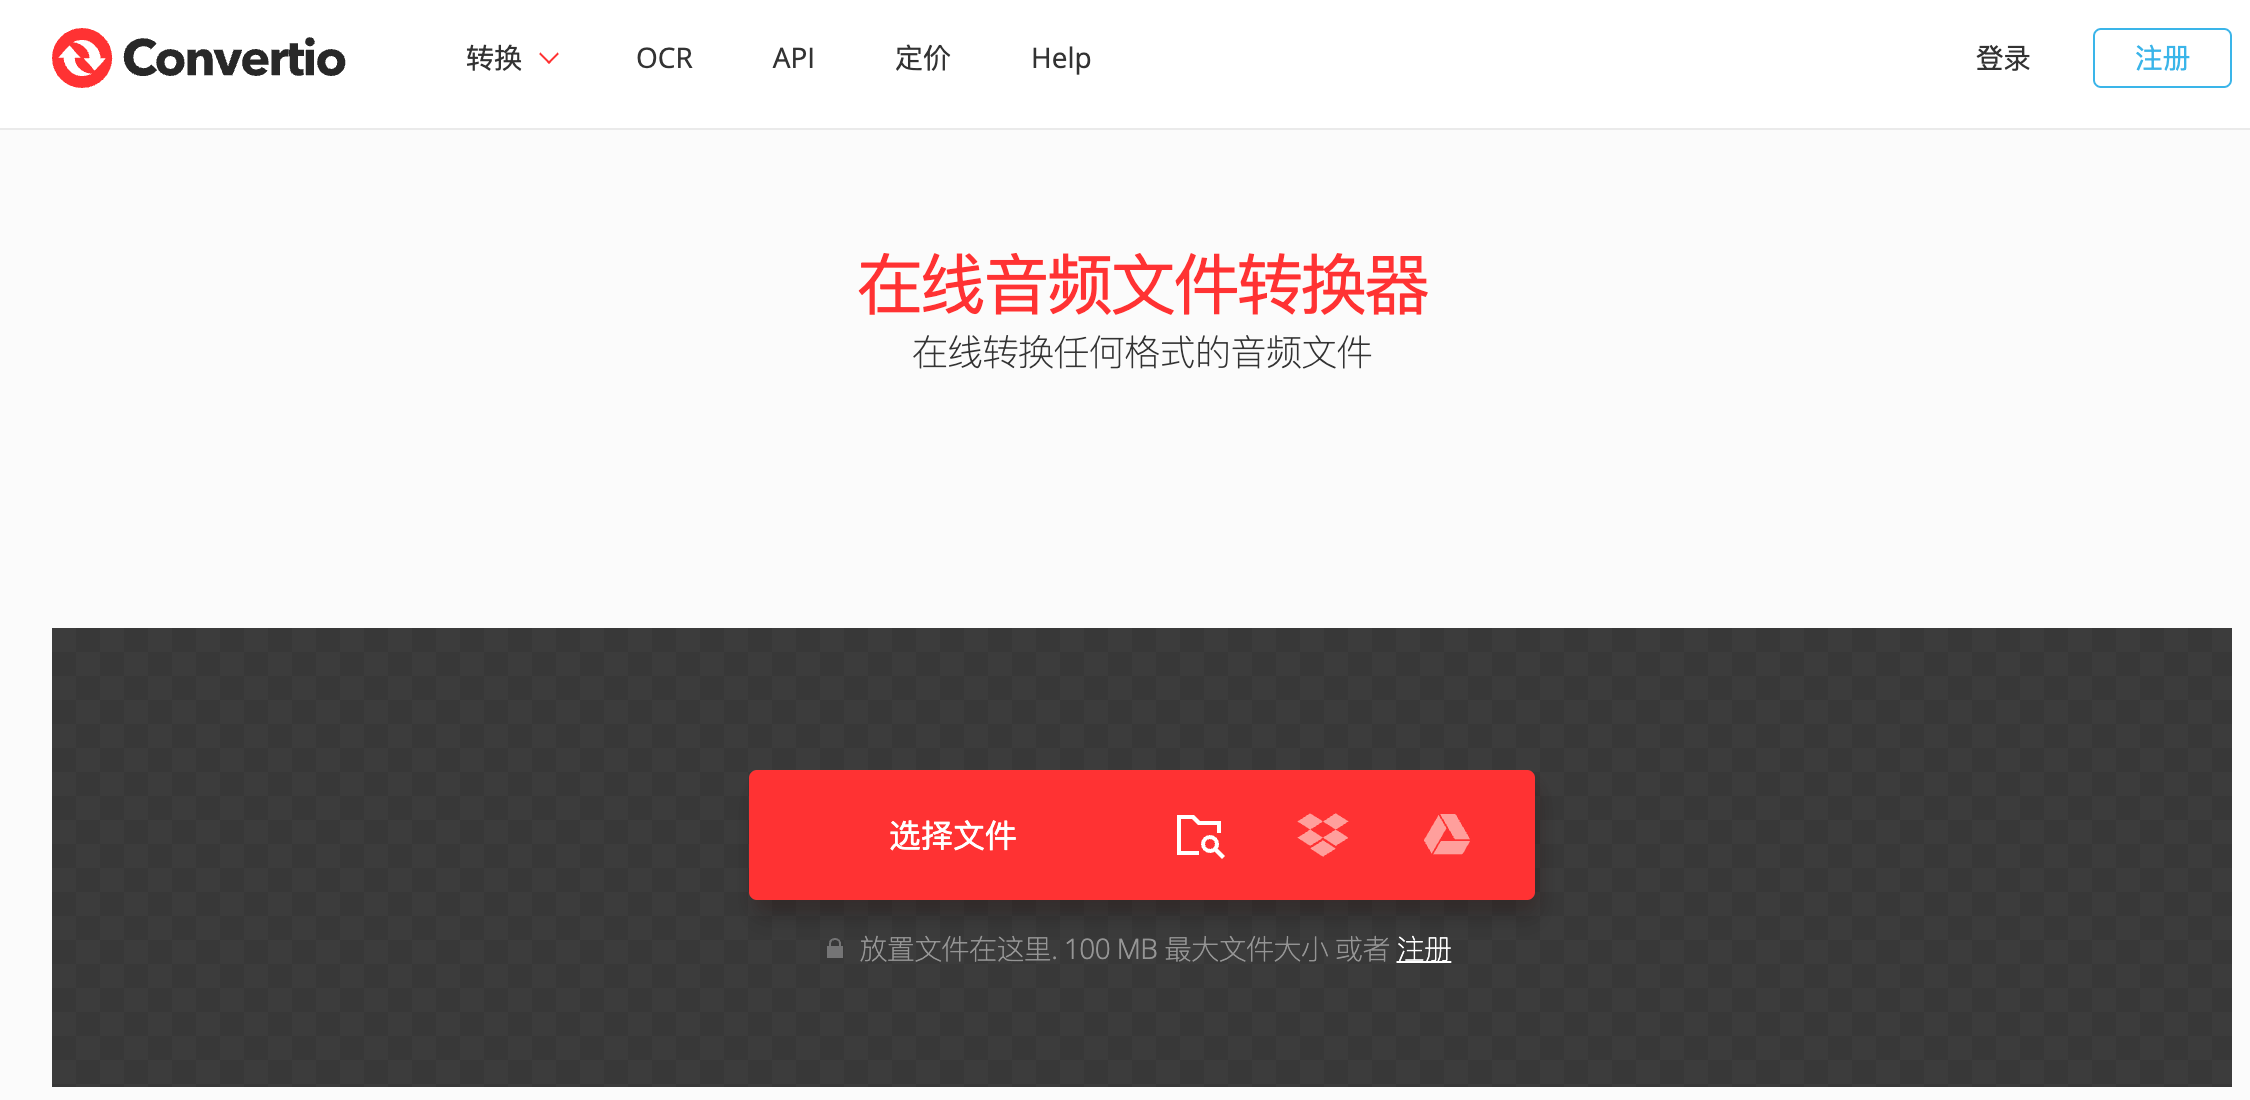 Convertio
转换
OCR
API
定价
Help
登录
注册
在线音频文件转换器
在线转换任何格式的音频文件
选择文件
放置文件在这里. 100 MB 最大文件大小 或者 注册